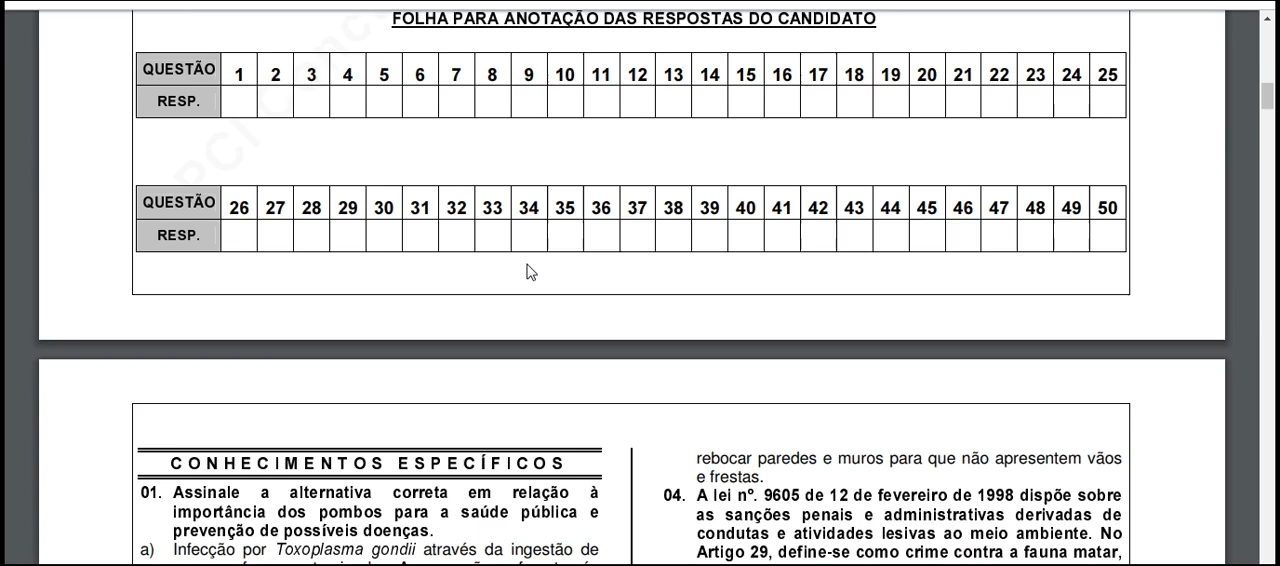 FOLHA PARA ANOTAÇÃO DAS RESPOSTAS DO CANDIDATO
QUESTÃO 1 2 3 4 5 6 7 8 9 10 11 12 13 14 15 16 17 18 19 20 21 22 23 24 25
RESP.
QUESTÃO 26 27 28 29 30 31 32 33 34 35 36 37 38 39 40 41 42 43 44 45 46 47 48 49 50
RESP.
CONHECIMENTOS ESPECÍFICOS
01. Assinale a alternativa correta em relação à
importância dos pombos para a saúde pública e
prevenção de possíveis doenças.
a) Infecção por Toxoplasma gondii através da ingestão de
rebocar paredes e muros para que não apresentem vãos
e frestas.
04. A lei nº. 9605 de 12 de fevereiro de 1998 dispõe sobre
as sanções penais e administrativas derivadas de
condutas e atividades lesivas ao meio ambiente. No
Artigo 29, define-se como crime contra a fauna matar,